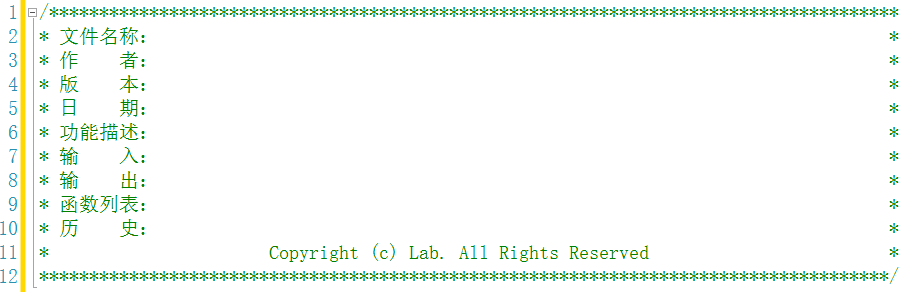 1 /*************************************************************************************
2 * 文件名称： *
3 * 作    者： *
4 * 版    本： *
5 * 日    期： *
6 * 功能描述： *
7 * 输    入： *
8 * 输    出： *
9 * 函数列表： *
10 * 历    史： *
11 * Copyright (c) Lab. All Rights Reserved *
12 *************************************************************************************/